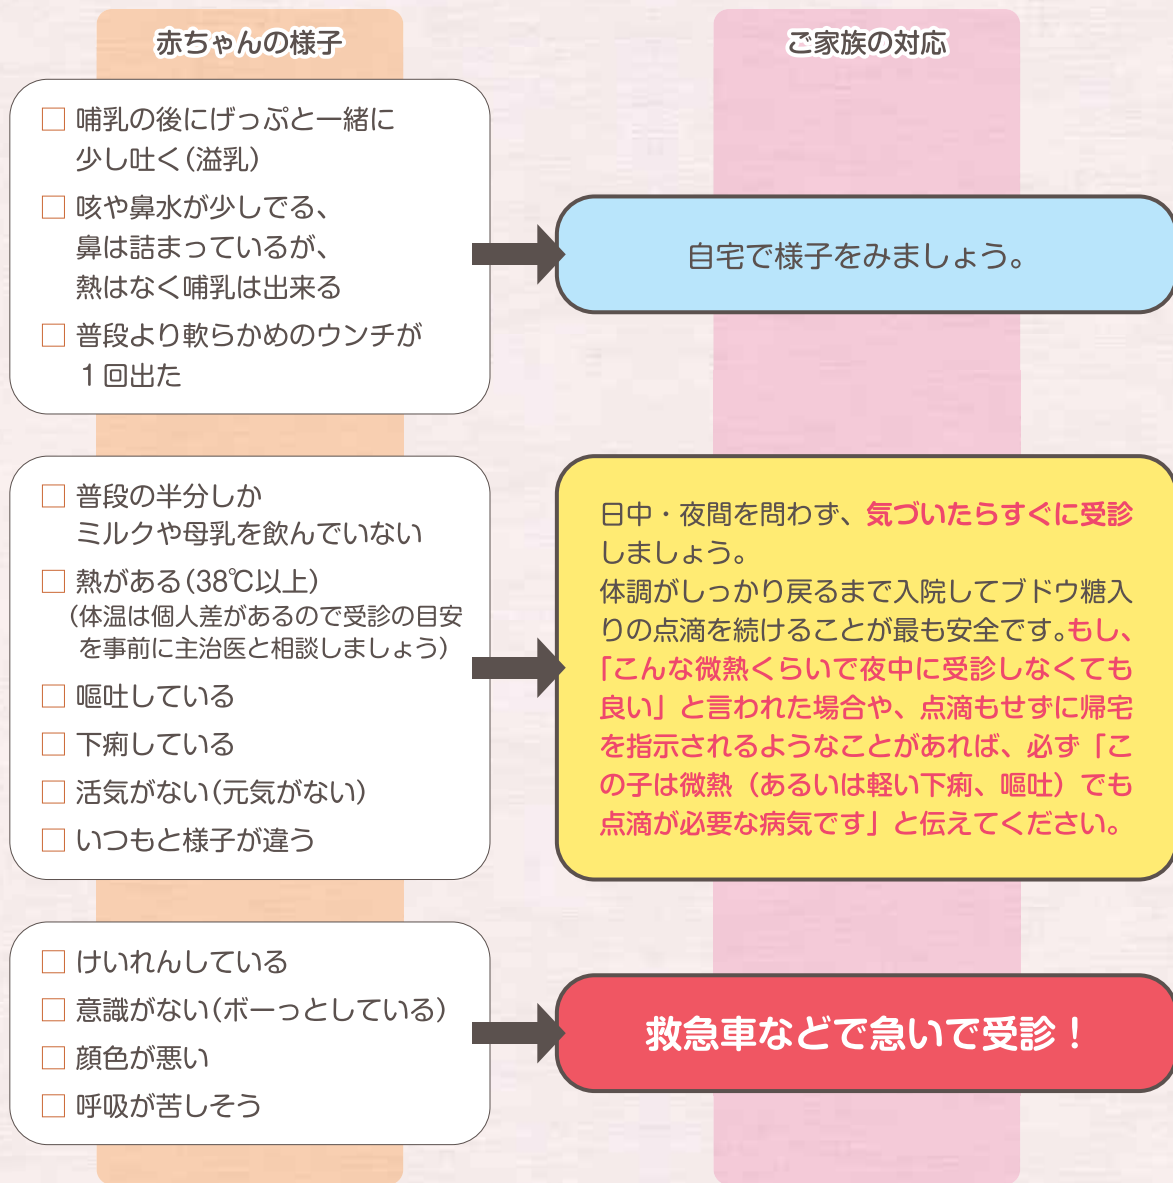 赤ちゃんの様子
ご家族の対応
□ 哺乳の後にげっぷと一緒に
少し吐く(溢乳)
□ 咳や鼻水が少しでる、
鼻は詰まっているが、
熱はなく哺乳は出来る
□ 普段より軟らかめのウンチが
1回出た
自宅で様子をみましょう。
□ 普段の半分しか
ミルクや母乳を飲んでいない
□ 熱がある(38℃以上)
(体温は個人差があるので受診の目安
を事前に主治医と相談しましょう)
□ 嘔吐している
□ 下痢している
□ 活気がない(元気がない)
□ いつもと様子が違う
日中・夜間を問わず、気づいたらすぐに受診
しましょう。
体調がしっかり戻るまで入院してブドウ糖入
りの点滴を続けることが最も安全です。もし、
「こんな微熱くらいで夜中に受診しなくても
良い」と言われた場合や、点滴もせずに帰宅
を指示されるようなことがあれば、必ず「こ
の子は微熱（あるいは軽い下痢、嘔吐）でも
点滴が必要な病気です」と伝えてください。
□ けいれんしている
□ 意識がない(ボーっとしている)
□ 顔色が悪い
□ 呼吸が苦しそう
救急車などで急いで受診！